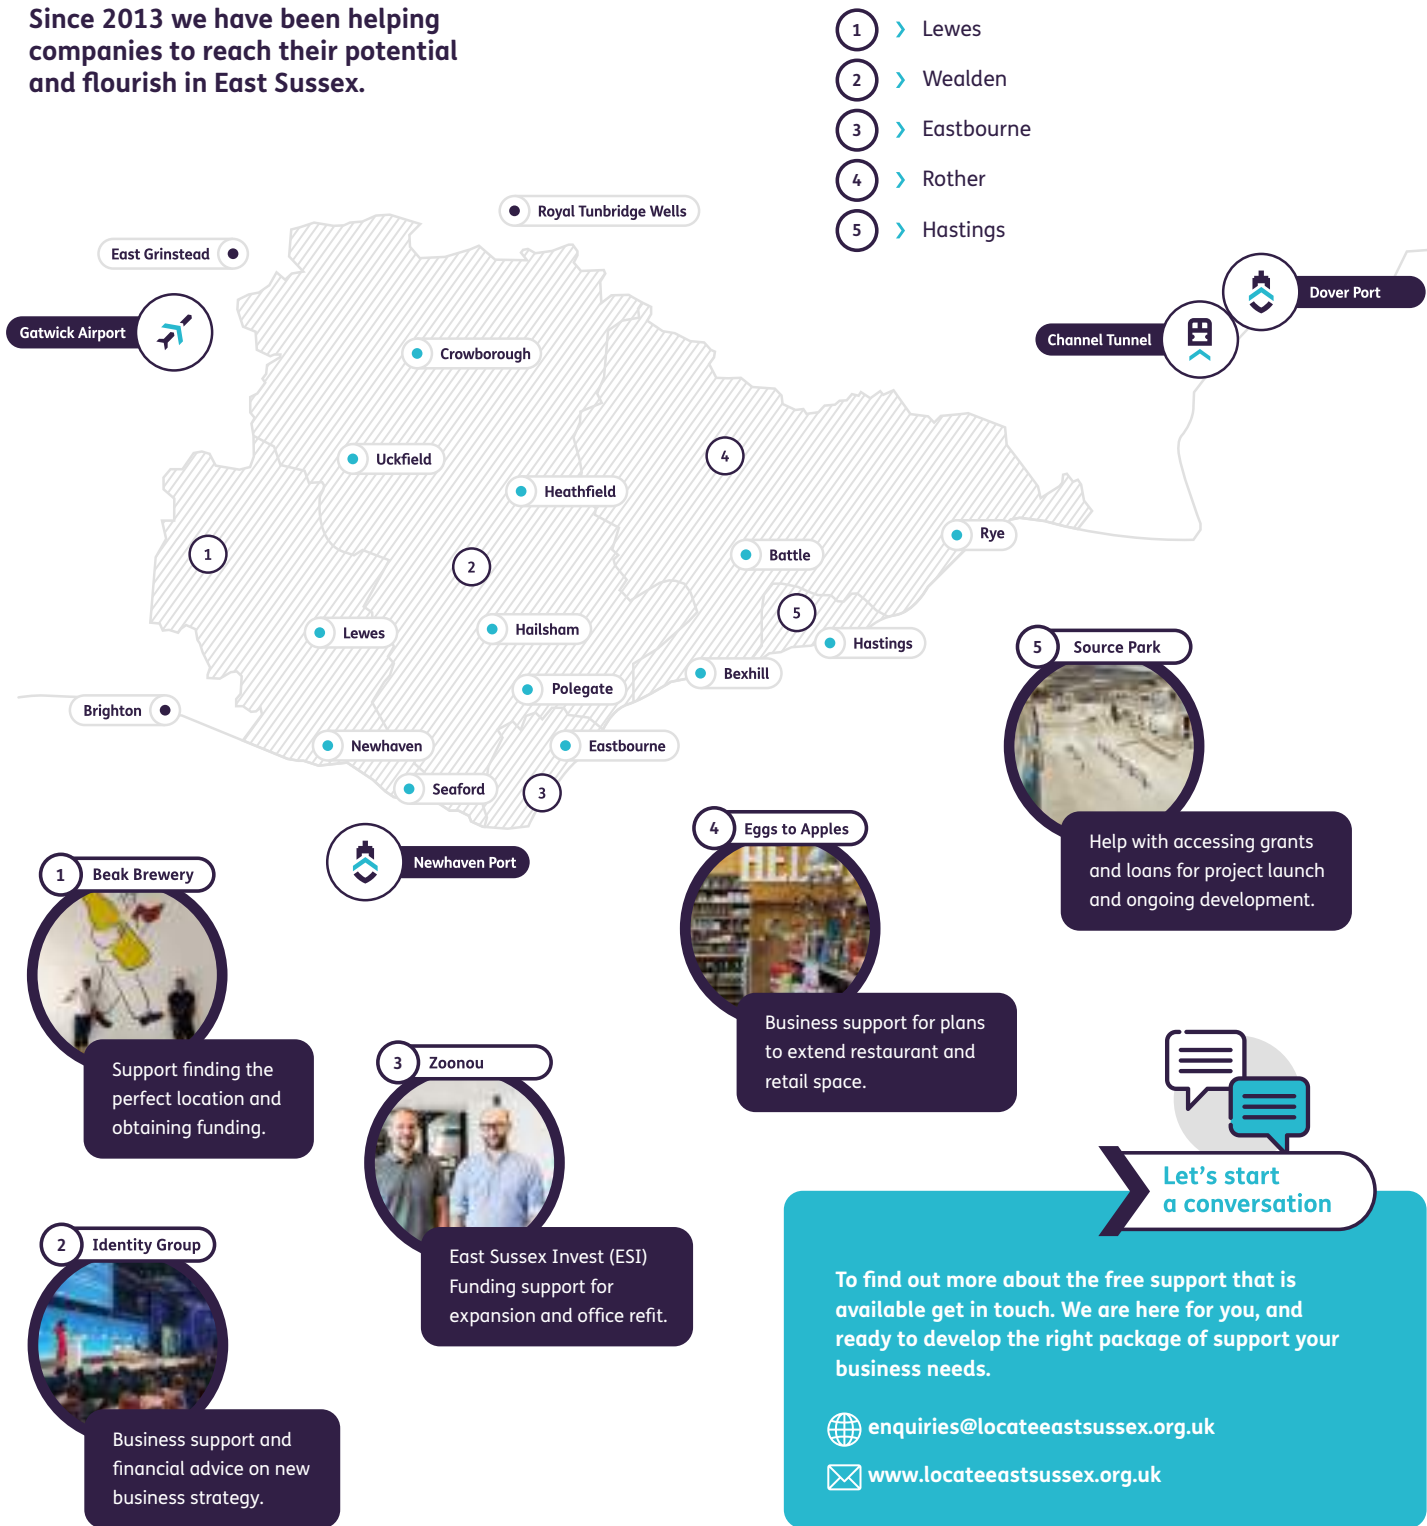 Since 2013 we have been helping
companies to reach their potential
and flourish in East Sussex.
1 Lewes
2 Wealden
3 Eastbourne
4 Rother
5 Hastings
Royal Tunbridge Wells
East Grinstead
Gatwick Airport
Dover Port
Channel Tunnel
Crowborough
Uckfield
4
Heathfield
Rye
1
2
Battle
5
Lewes
Hailsham
Hastings
Bexhill
Polegate
Brighton
Newhaven
Eastbourne
Seaford
3
Newhaven Port
5 Source Park
Help with accessing grants
and loans for project launch
and ongoing development.
4 Eggs to Apples
HEL
Business support for plans
to extend restaurant and
retail space.
1 Beak Brewery
Support finding the
perfect location and
obtaining funding.
3 Zoonou
East Sussex Invest (ESI)
Funding support for
expansion and office refit.
2 Identity Group
Business support and
financial advice on new
business strategy.
Let's start
a conversation
To find out more about the free support that is
available get in touch. We are here for you, and
ready to develop the right package of support your
business needs.
enquiries@locateeastsussex.org.uk
www.locateeastsussex.org.uk